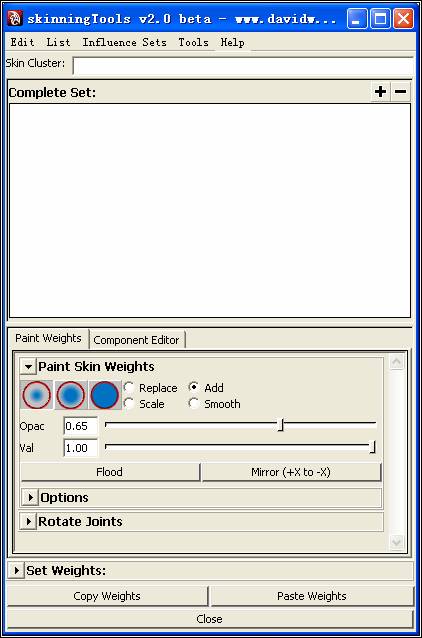 skinningTools v2.0 beta - www.davidw...
Edit List Influence Sets Tools Help
Skin Cluster:
Complete Set:
Paint Weights Component Editor
Paint Skin Weights
Replace Add
Scale Smooth
Opac 0.65
Val 1.00
Flood Mirror (+X to -X)
Options
Rotate Joints
Set Weights:
Copy Weights Paste Weights
Close